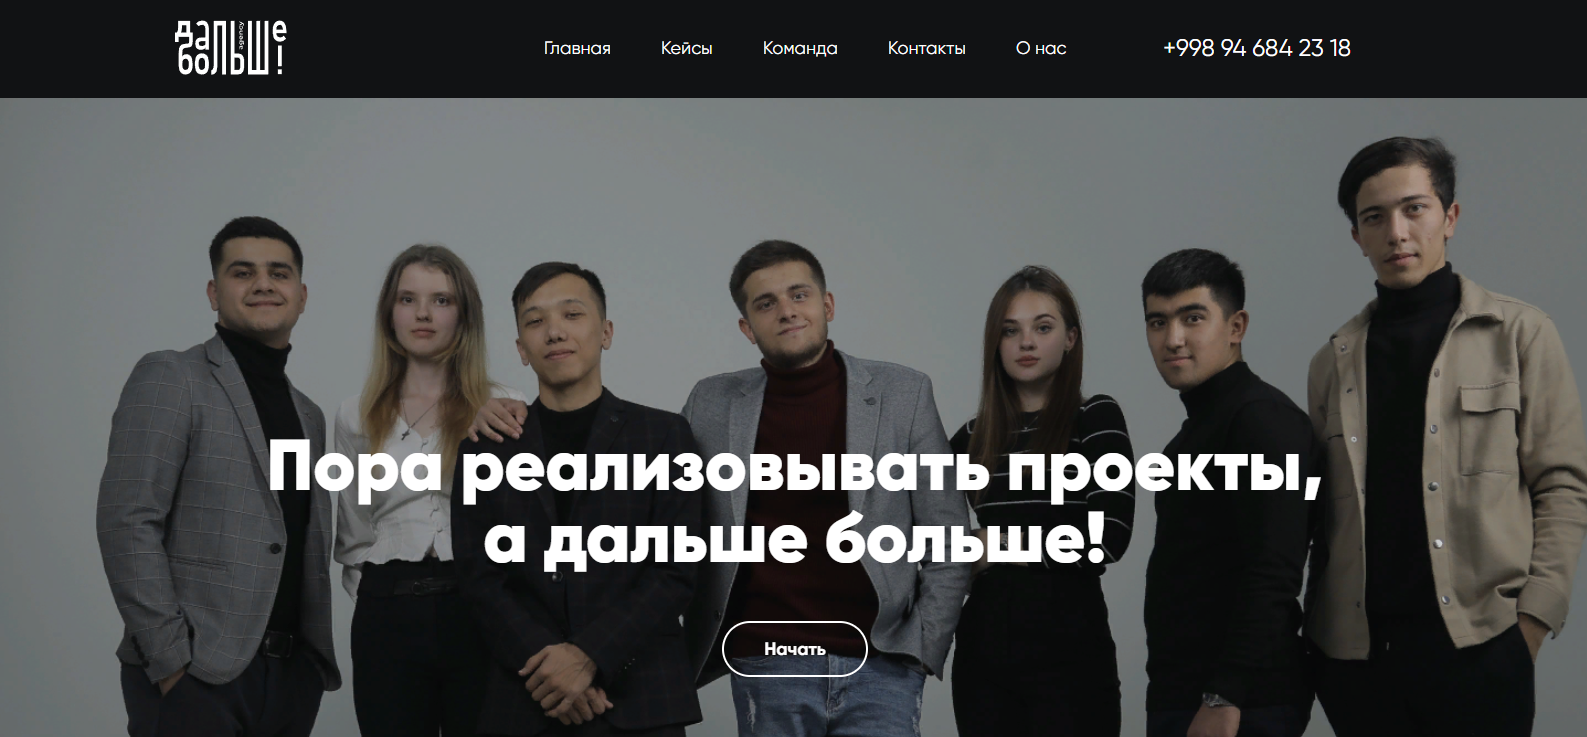 дальше
agency
больш!
Главная
Кейсы
Команда
Контакты
О нас
+998 94 684 23 18
Пора реализовывать проекты,
а дальше больше!
Начать